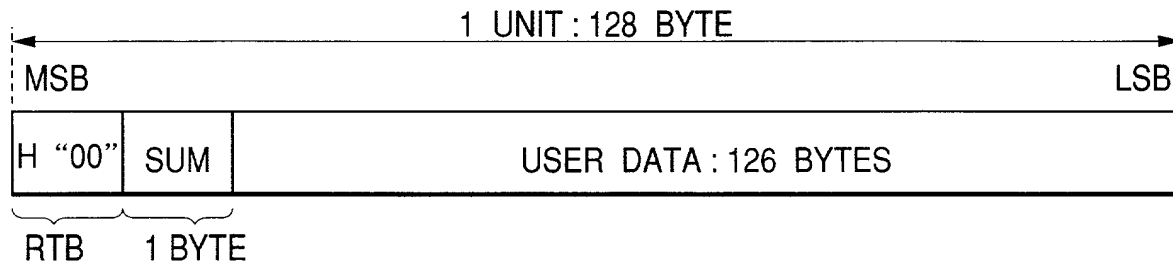 1 UNIT : 128 BYTE
MSB LSB
H “00” SUM USER DATA : 126 BYTES
RTB 1 BYTE